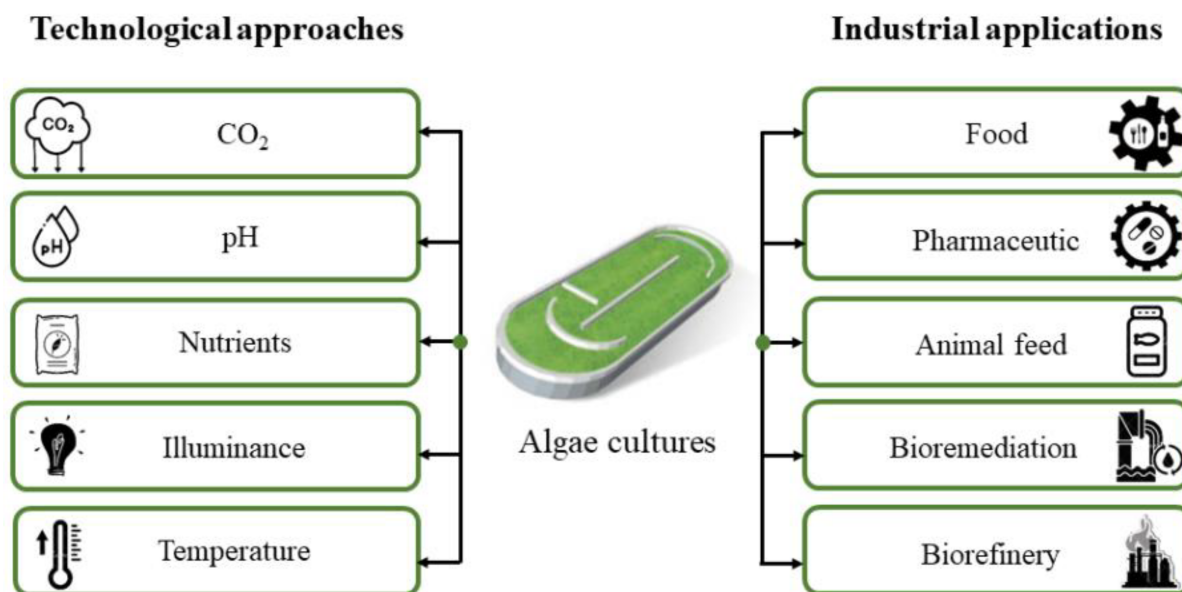 Technological approaches
Industrial applications
CO₂
CO₂
pH
pH
Nutrients
Illuminance
Temperature
Algae cultures
Food
Pharmaceutic
Animal feed
Bioremediation
Biorefinery